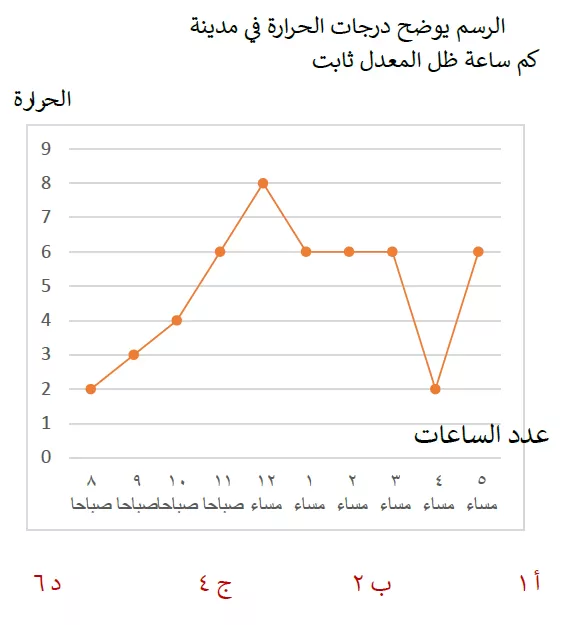 الرسم يوضح درجات الحرارة في مدينة
كم ساعة ظل المعدل ثابت
الحرارة
9
8
7
6
5
4
3
2
1
0
عدد الساعات
٨ ٩ ١٠ ١١ ١٢ ١ ٢ ٣ ٤ ٥
صباحا صباحا صباحا صباحا مساء مساء مساء مساء مساء مساء
أ ١ ب ٢ ج ٤ د ٦